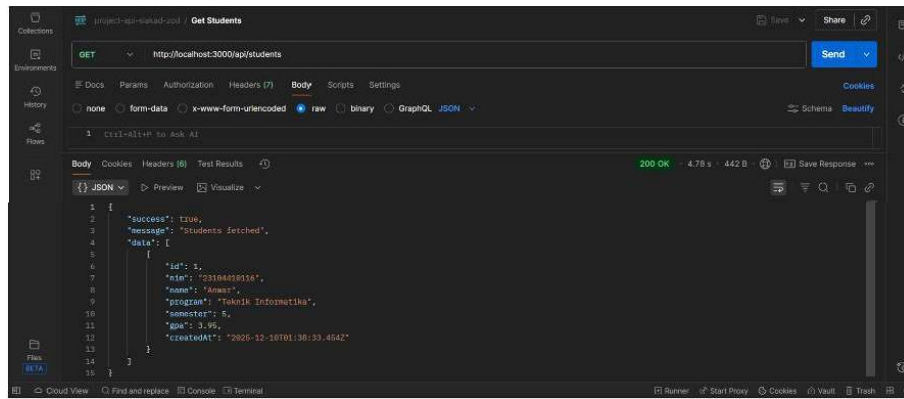 project-api-siakad-zod / Get Students
Save
Share
Collections
GET
http://localhost:3000/api/students
Send
Environments
Docs Params Authorization Headers (7) Body Scripts Settings
Cookies
History
none form-data x-www-form-urlencoded raw binary GraphQL JSON
Schema Beautify
Flows
1 Ctrl+Alt+P to Ask AI
Body Cookies Headers (6) Test Results
200 OK · 4.78 s · 442 B
Save Response
{} JSON Preview Visualize
1 {
2 "success": true,
3 "message": "Students fetched",
4 "data": [
5 {
6 "id": 1,
7 "nim": "23104410116",
8 "name": "Anwar",
9 "program": "Teknik Informatika",
10 "semester": 5,
11 "gpa": 3.95,
12 "createdAt": "2025-12-10T01:38:33.454Z"
13 }
14 ]
15 }
Files
BETA
Cloud View Find and replace Console Terminal
Runner Start Proxy Cookies Vault Trash